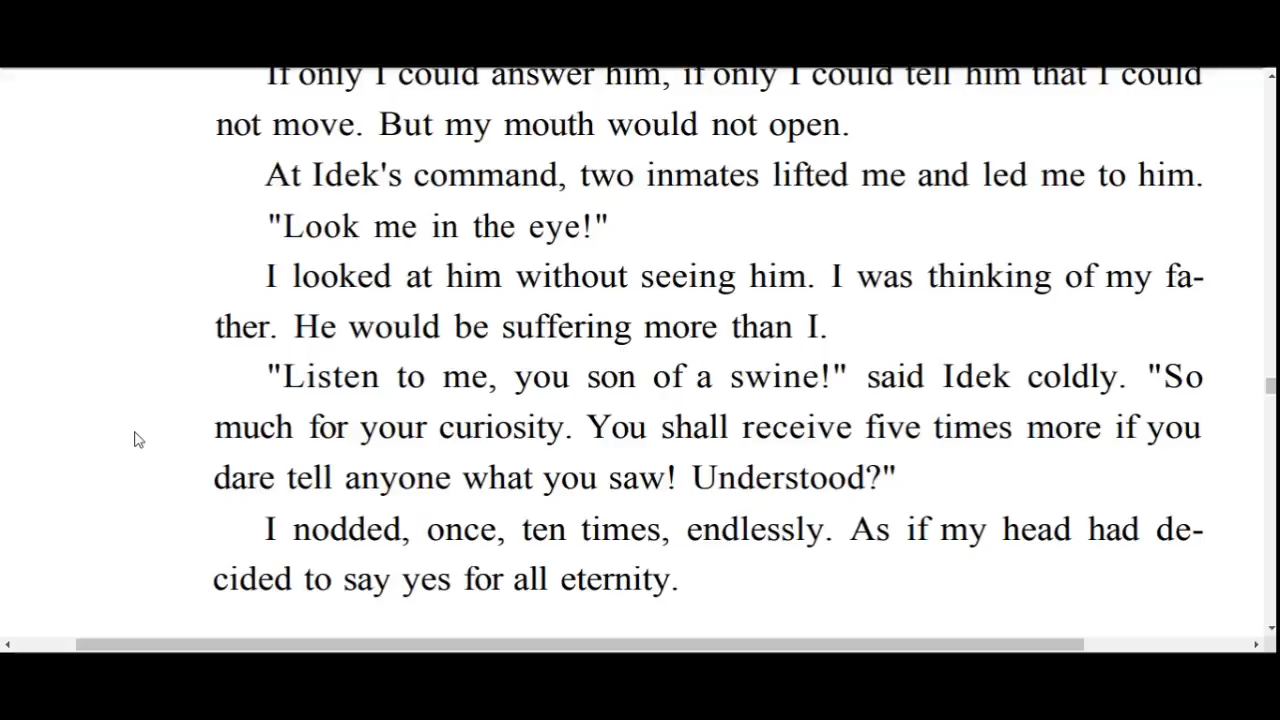 If only I could answer him, if only I could tell him that I could
not move. But my mouth would not open.
At Idek's command, two inmates lifted me and led me to him.
"Look me in the eye!"
I looked at him without seeing him. I was thinking of my fa-
ther. He would be suffering more than I.
"Listen to me, you son of a swine!" said Idek coldly. "So
much for your curiosity. You shall receive five times more if you
dare tell anyone what you saw! Understood?"
I nodded, once, ten times, endlessly. As if my head had de-
cided to say yes for all eternity.